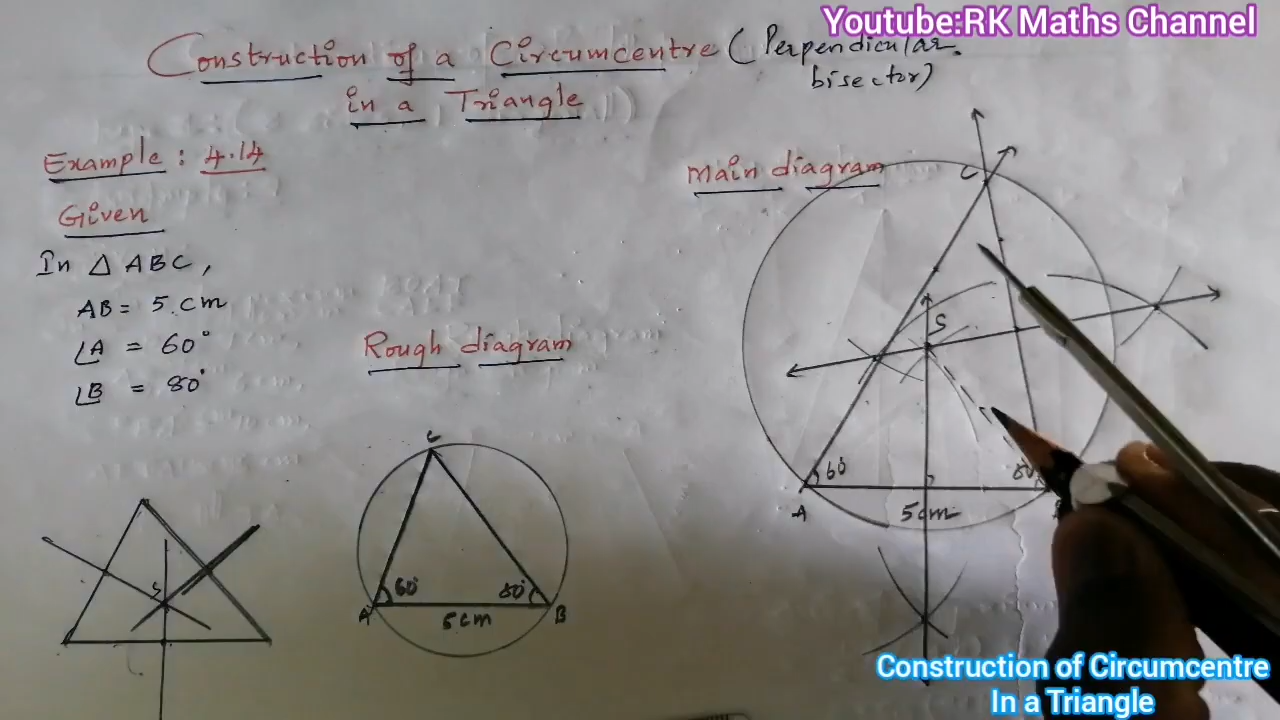 Youtube:RK Maths Channel
Construction of a Circumcentre (Perpendicular
bisector)
in a Triangle
Example: 4.14
Given
In △ ABC,
AB = 5 cm
∠A = 60°
∠B = 80°
Rough diagram
C
60° 80°
A 5cm B
S
Main diagram
C
S
60° 80°
A 5cm
Construction of Circumcentre
In a Triangle